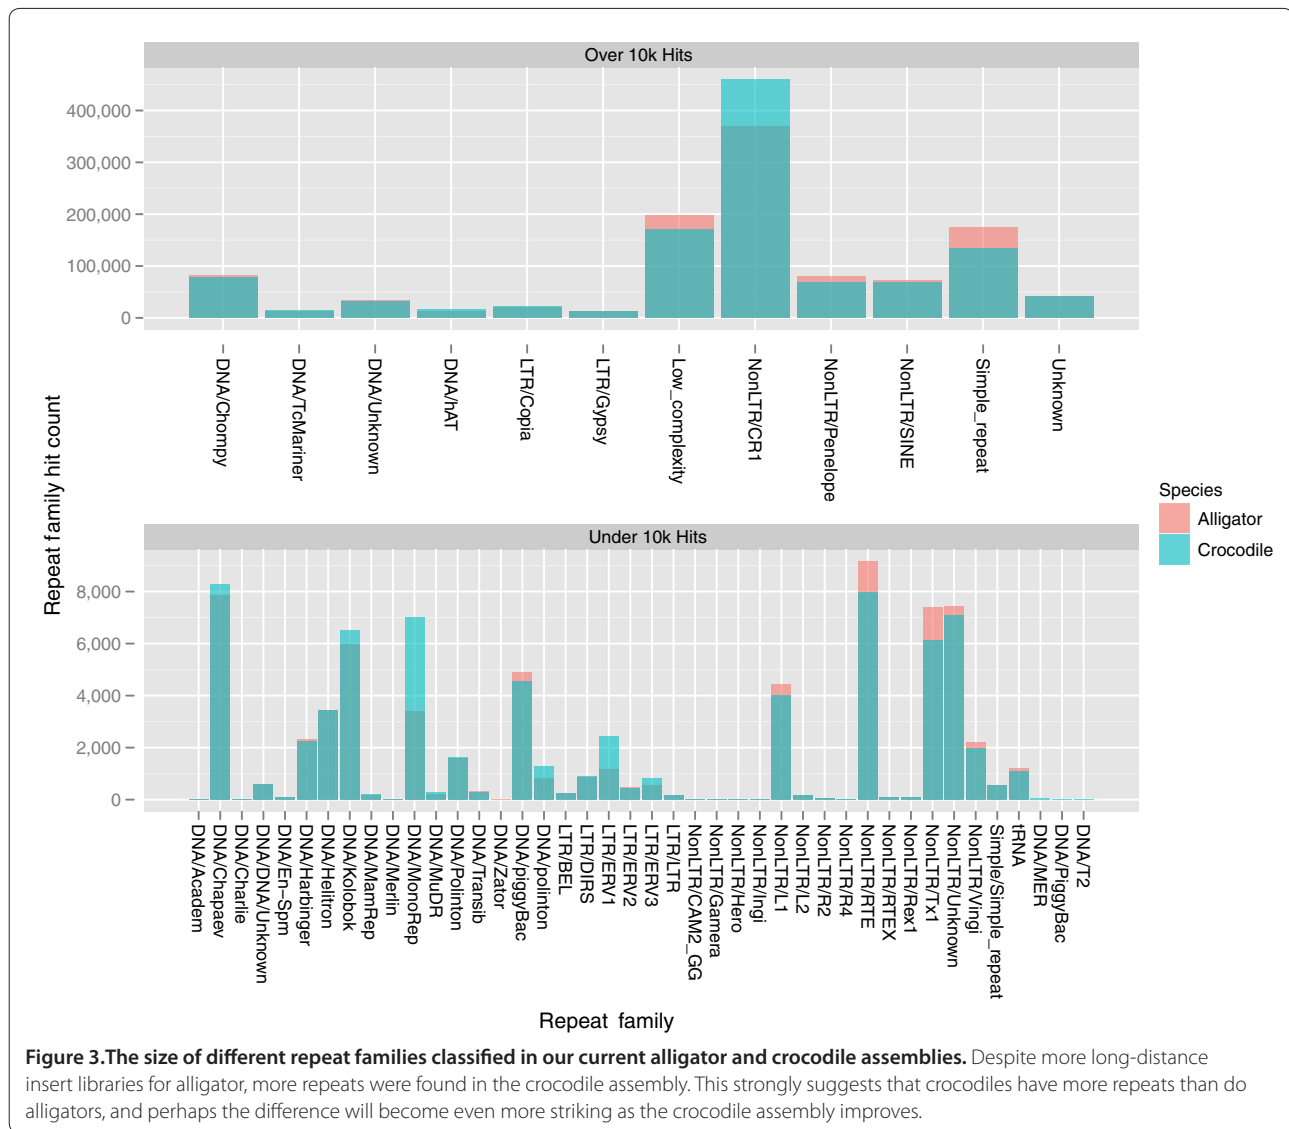 Over 10k Hits
400,000
300,000
200,000
100,000
0
DNA/Chompy
DNA/TcMariner
DNA/Unknown
DNA/hAT
LTR/Copia
LTR/Gypsy
Low_complexity
NonLTR/CR1
NonLTR/Penelope
NonLTR/SINE
Simple_repeat
Unknown
Repeat family hit count
Under 10k Hits
8,000
6,000
4,000
2,000
0
DNA/Academ
DNA/Chapaev
DNA/Charlie
DNA/DNA/Unknown
DNA/En-Spm
DNA/Harbinger
DNA/Helitron
DNA/Kolobok
DNA/MamRep
DNA/Merlin
DNA/MonoRep
DNA/MuDR
DNA/Polinton
DNA/Transib
DNA/Zator
DNA/piggyBac
DNA/polinton
LTR/BEL
LTR/DIRS
LTR/ERV1
LTR/ERV2
LTR/ERV3
LTR/LTR
NonLTR/CAM2_GG
NonLTR/Gamera
NonLTR/Hero
NonLTR/Ingi
NonLTR/L1
NonLTR/L2
NonLTR/R2
NonLTR/R4
NonLTR/RTE
NonLTR/RTEX
NonLTR/Rex1
NonLTR/Tx1
NonLTR/Unknown
NonLTR/Vingi
Simple/Simple_repeat
tRNA
DNA/MER
DNA/PiggyBac
DNA/T2
Repeat family
Species
Alligator
Crocodile
Figure 3.The size of different repeat families classified in our current alligator and crocodile assemblies. Despite more long-distance
insert libraries for alligator, more repeats were found in the crocodile assembly. This strongly suggests that crocodiles have more repeats than do
alligators, and perhaps the difference will become even more striking as the crocodile assembly improves.